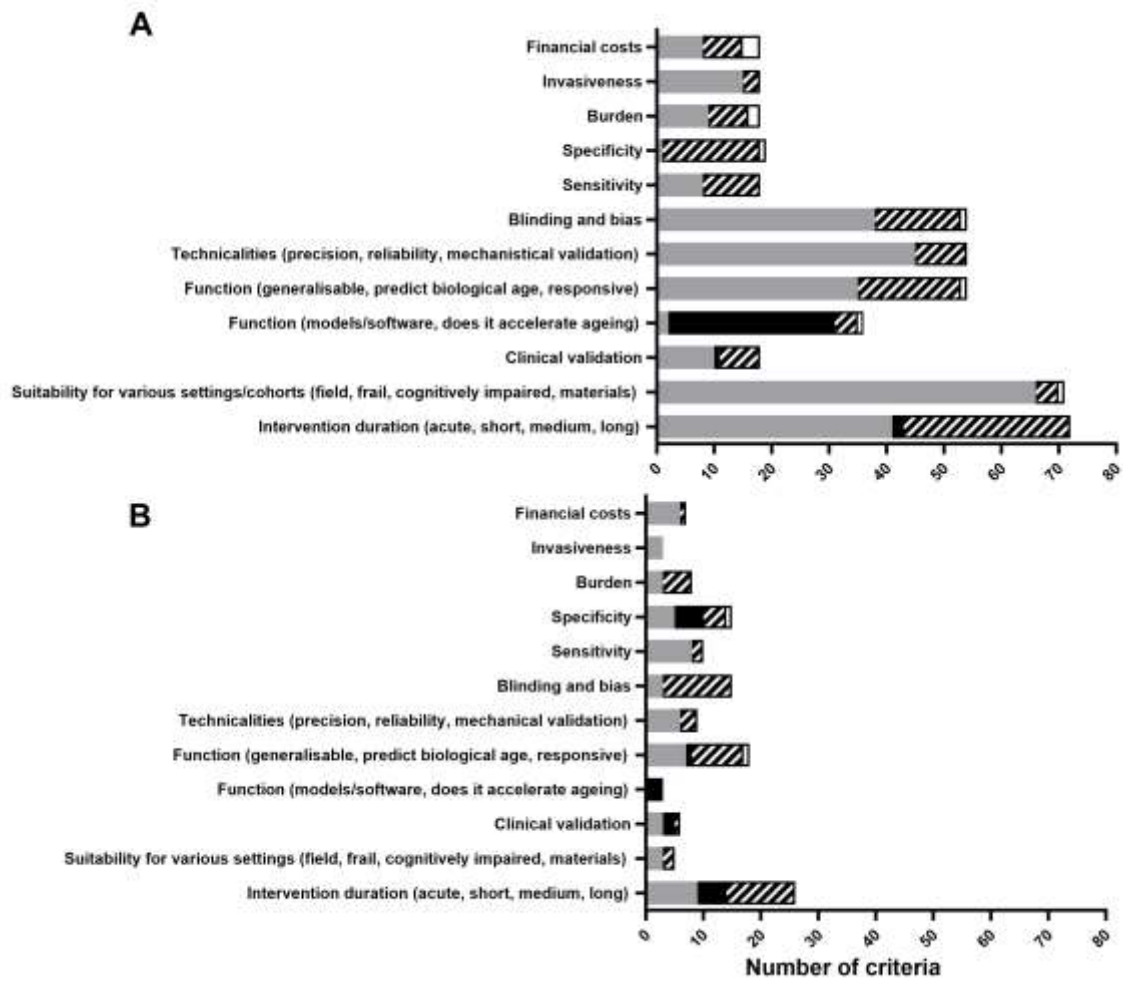 A
Financial costs
Invasiveness
Burden
Specificity
Sensitivity
Blinding and bias
Technicalities (precision, reliability, mechanistical validation)
Function (generalisable, predict biological age, responsive)
Function (models/software, does it accelerate ageing)
Clinical validation
Suitability for various settings/cohorts (field, frail, cognitively impaired, materials)
Intervention duration (acute, short, medium, long)
0 10 20 30 40 50 60 70 80
B
Financial costs
Invasiveness
Burden
Specificity
Sensitivity
Blinding and bias
Technicalities (precision, reliability, mechanical validation)
Function (generalisable, predict biological age, responsive)
Function (models/software, does it accelerate ageing)
Clinical validation
Suitability for various settings (field, frail, cognitively impaired, materials)
Intervention duration (acute, short, medium, long)
0 10 20 30 40 50 60 70 80
Number of criteria